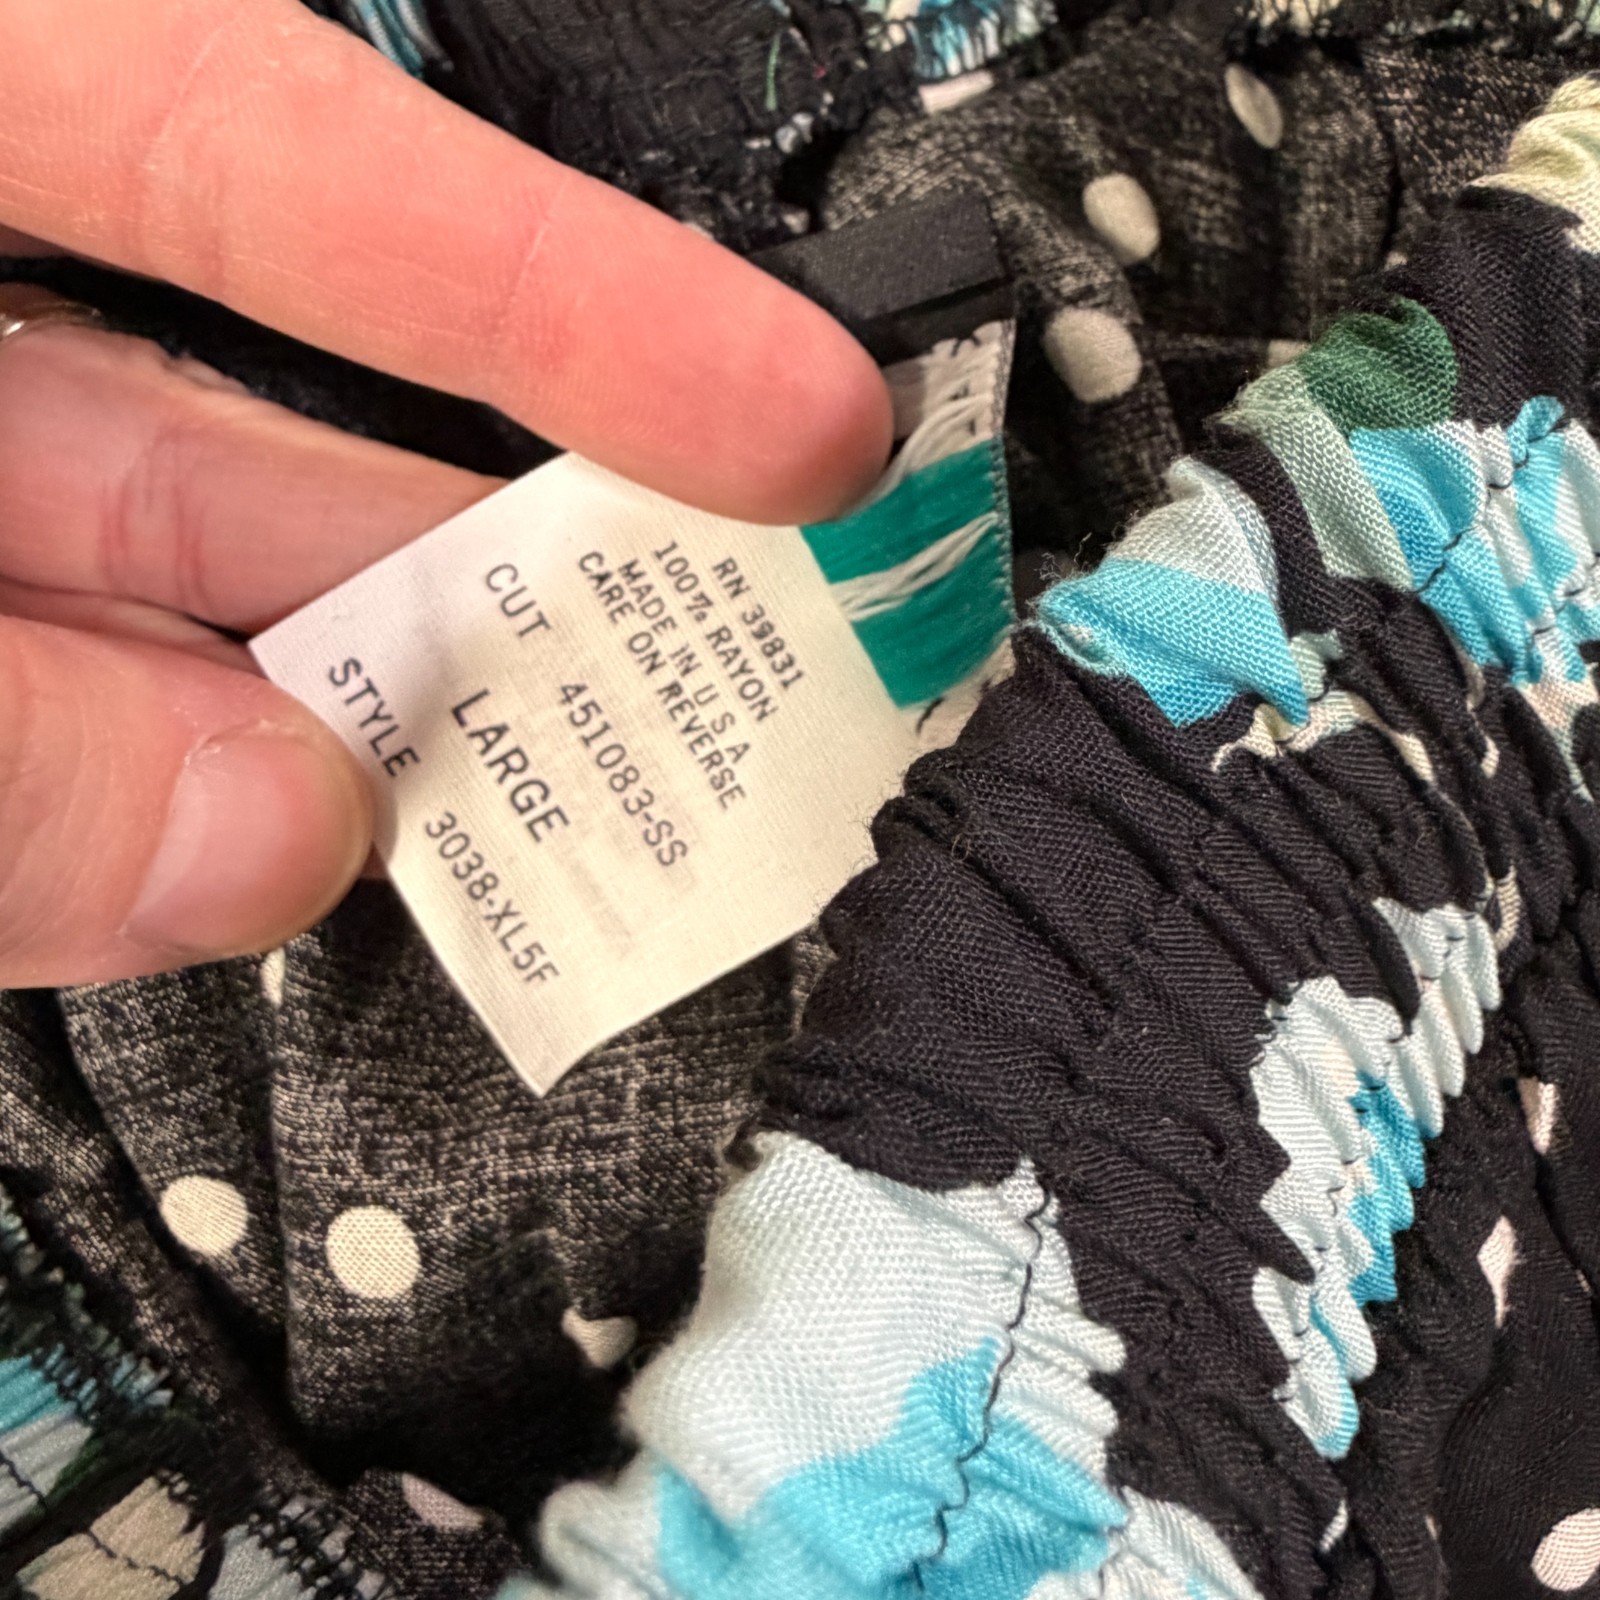 RN 39831
100% RAYON
MADE IN U S A
CARE ON REVERSE
CUT 451083-SS
LARGE
STYLE 3038-XL5F